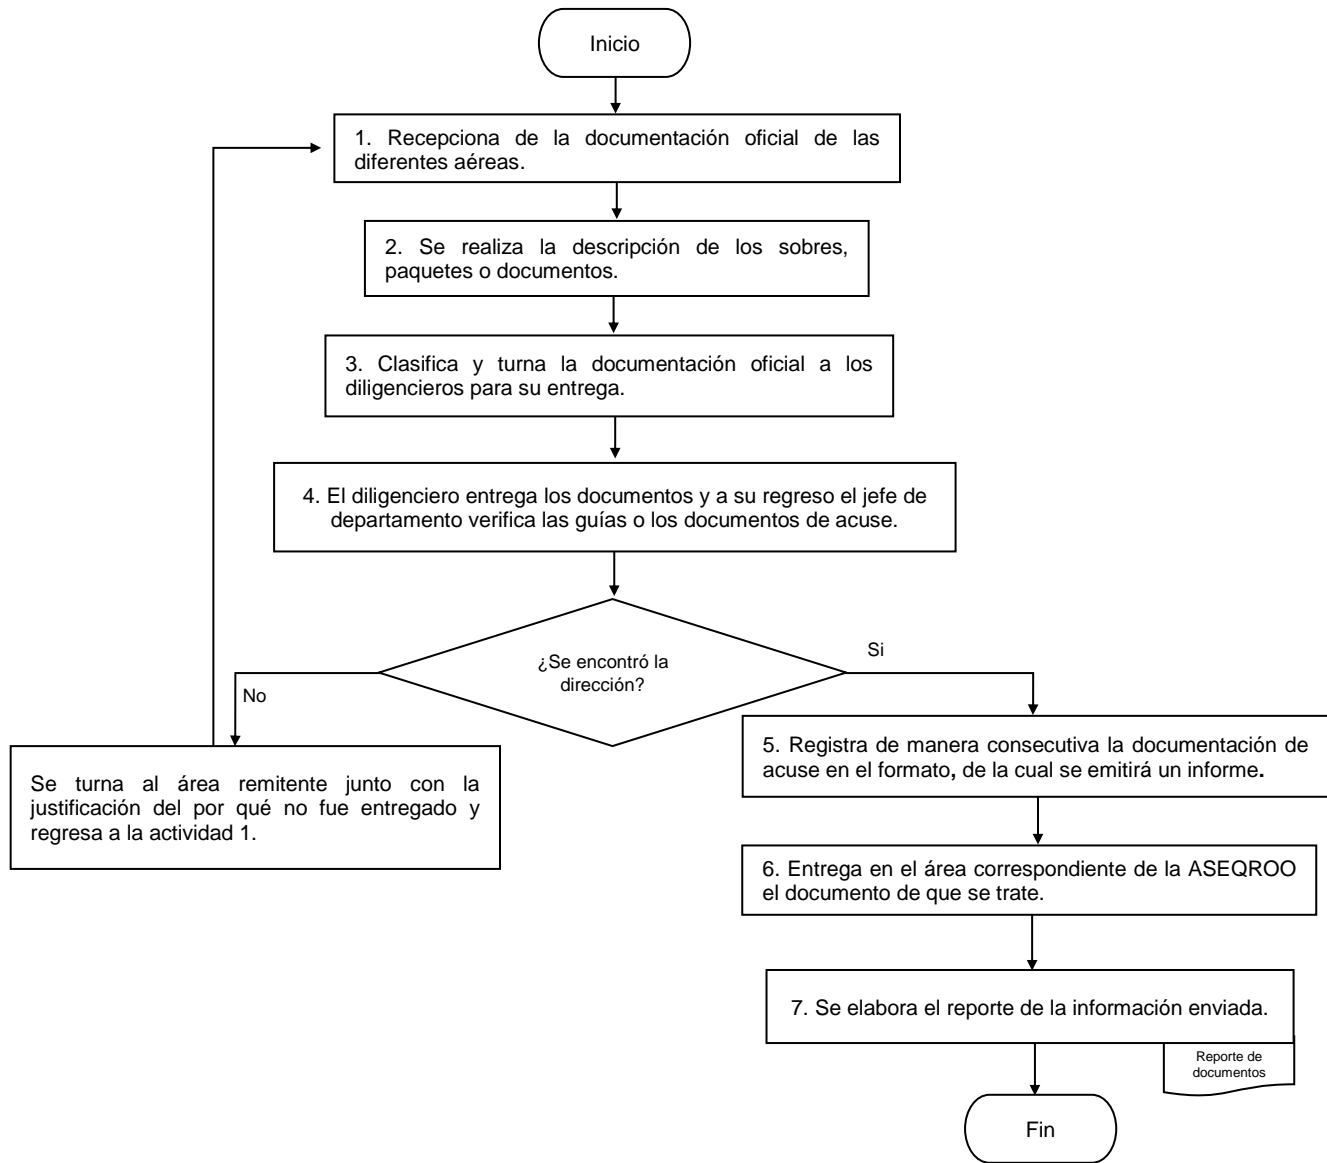 Inicio
1. Recepciona de la documentación oficial de las
diferentes aéreas.
2. Se realiza la descripción de los sobres,
paquetes o documentos.
3. Clasifica y turna la documentación oficial a los
diligencieros para su entrega.
4. El diligenciero entrega los documentos y a su regreso el jefe de
departamento verifica las guías o los documentos de acuse.
¿Se encontró la
dirección?
Si
No
Se turna al área remitente junto con la
justificación del por qué no fue entregado y
regresa a la actividad 1.
5. Registra de manera consecutiva la documentación de
acuse en el formato, de la cual se emitirá un informe.
6. Entrega en el área correspondiente de la ASEQROO
el documento de que se trate.
7. Se elabora el reporte de la información enviada.
Reporte de
documentos
Fin